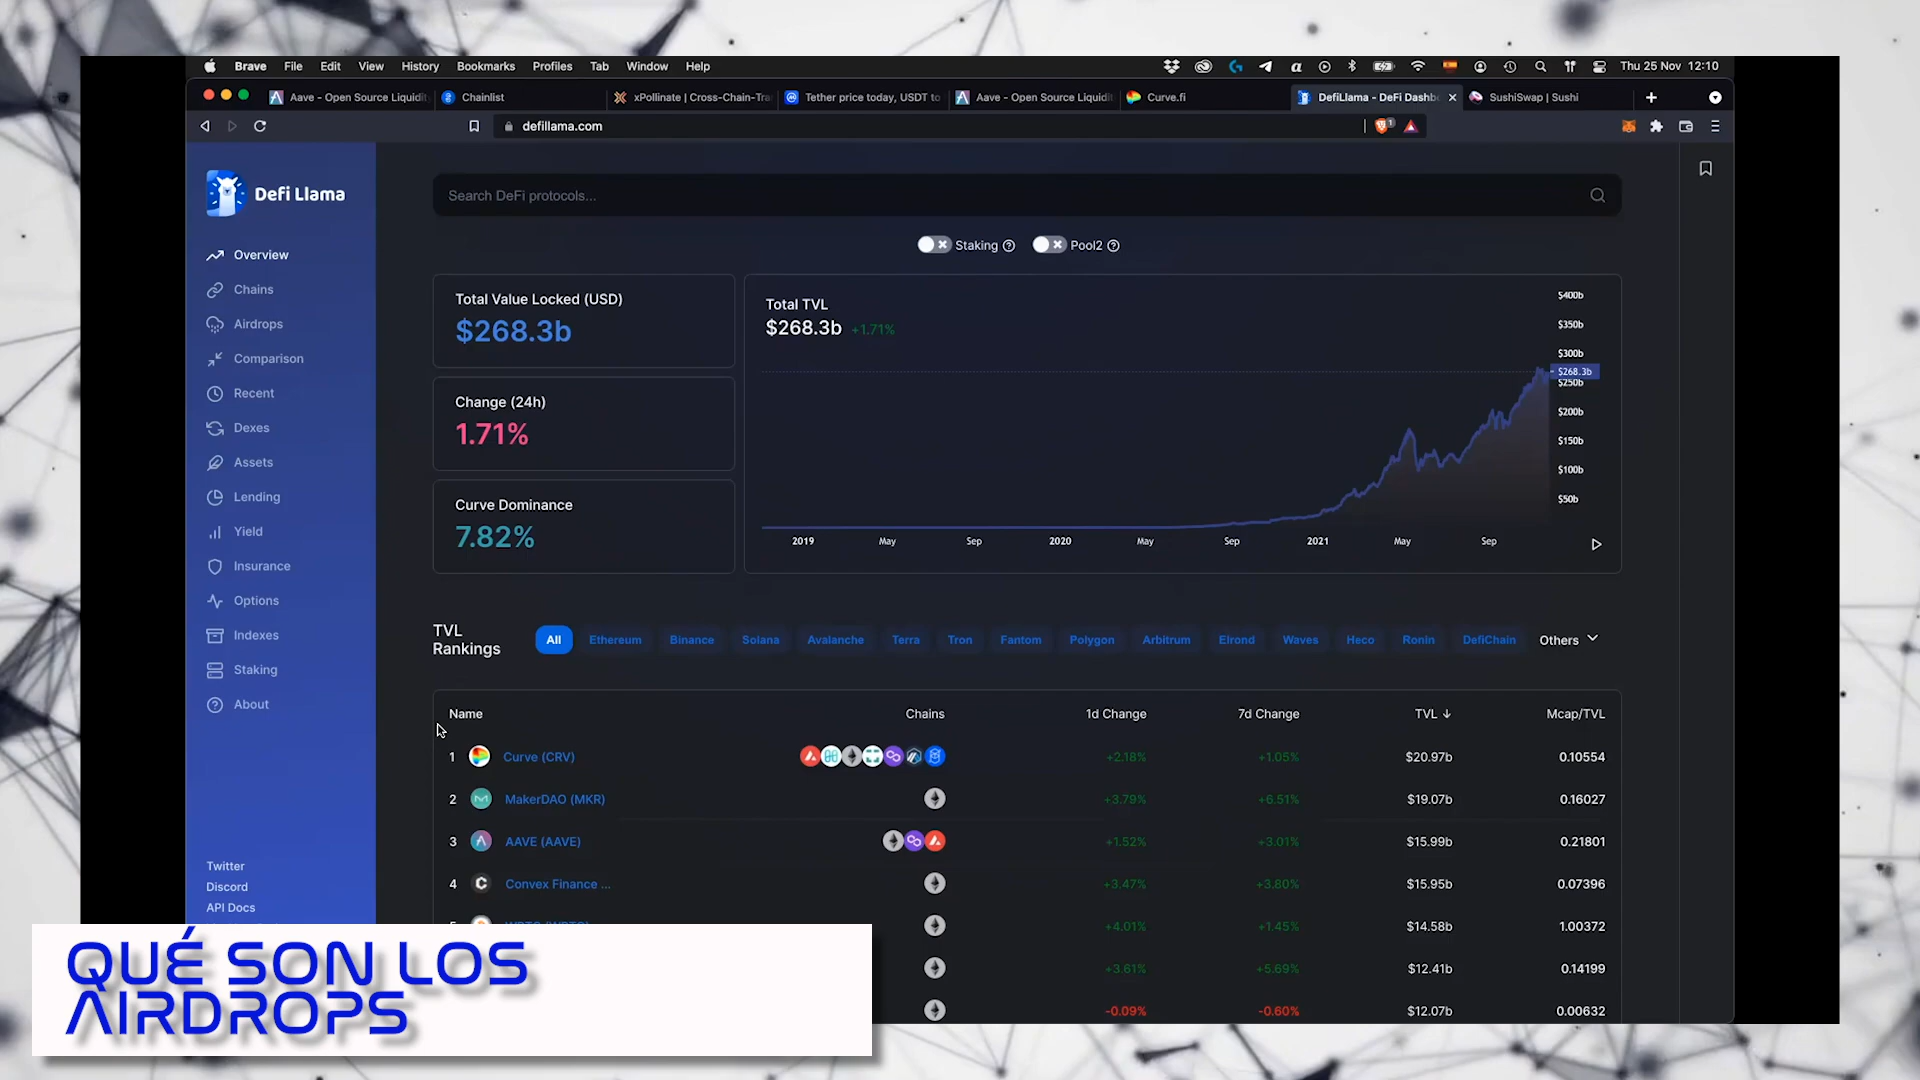 Brave File Edit View History Bookmarks Profiles Tab Window Help Thu 25 Nov 12:10
Aave - Open Source Liquidit Chainlist xPollinate | Cross-Chain-Tra Tether price today, USDT to Aave - Open Source Liquidit Curve.fi DefiLlama - DeFi Dashb SushiSwap | Sushi
defillama.com
Defi Llama
Overview
Chains
Airdrops
Comparison
Recent
Dexes
Assets
Lending
Yield
Insurance
Options
Indexes
Staking
About
Twitter
Discord
API Docs
Search DeFi protocols...
Staking Pool2
Total Value Locked (USD)
$268.3b
Change (24h)
1.71%
Curve Dominance
7.82%
Total TVL
$268.3b +1.71%
$400b
$350b
$300b
$268.3b
$250b
$200b
$150b
$100b
$50b
2019 May Sep 2020 May Sep 2021 May Sep
TVL
Rankings
All Ethereum Binance Solana Avalanche Terra Tron Fantom Polygon Arbitrum Elrond Waves Heco Ronin DefiChain Others
Name Chains 1d Change 7d Change TVL Mcap/TVL
1 Curve (CRV) +2.18% +1.05% $20.97b 0.10554
2 MakerDAO (MKR) +3.79% +6.51% $19.07b 0.16027
3 AAVE (AAVE) +1.52% +3.01% $15.99b 0.21801
4 Convex Finance ... +3.47% +3.80% $15.95b 0.07396
+4.01% +1.45% $14.58b 1.00372
+3.61% +5.69% $12.41b 0.14199
-0.09% -0.60% $12.07b 0.00632
QUÉ SON LOS
AIRDROPS